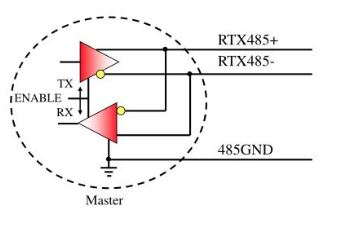 RTX485+
RTX485-
TX
ENABLE
RX
485GND
Master